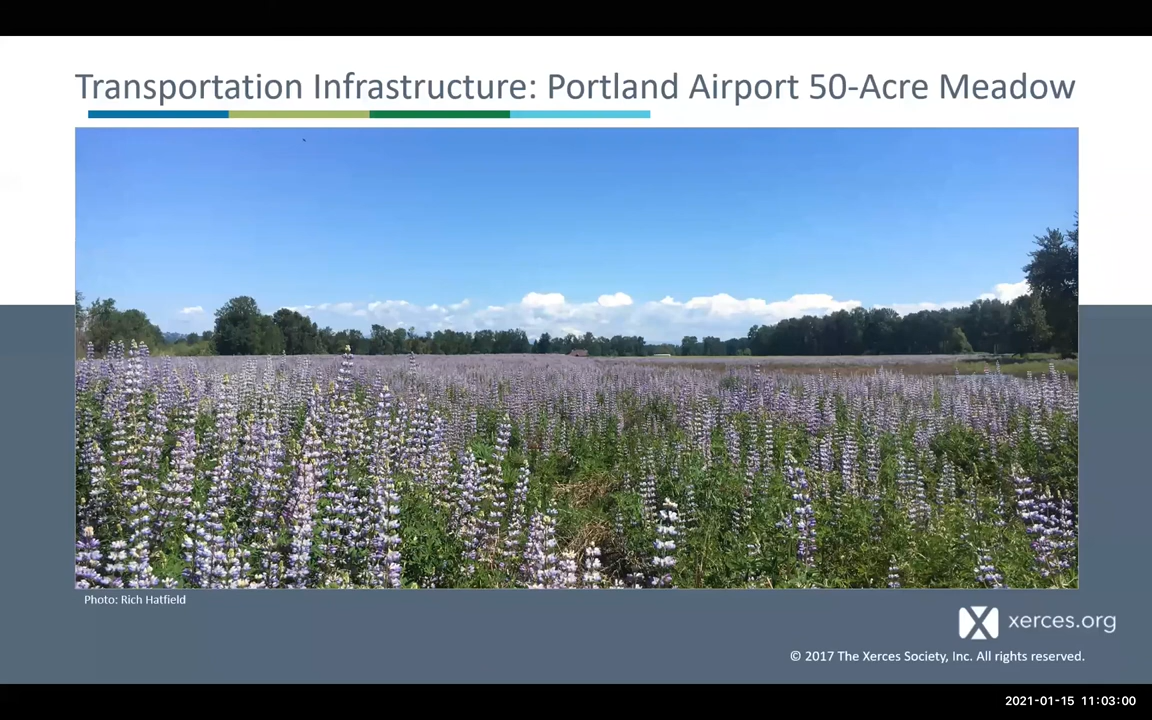 Transportation Infrastructure: Portland Airport 50-Acre Meadow
Photo: Rich Hatfield
xerces.org
© 2017 The Xerces Society, Inc. All rights reserved.
2021-01-15 11:03:00